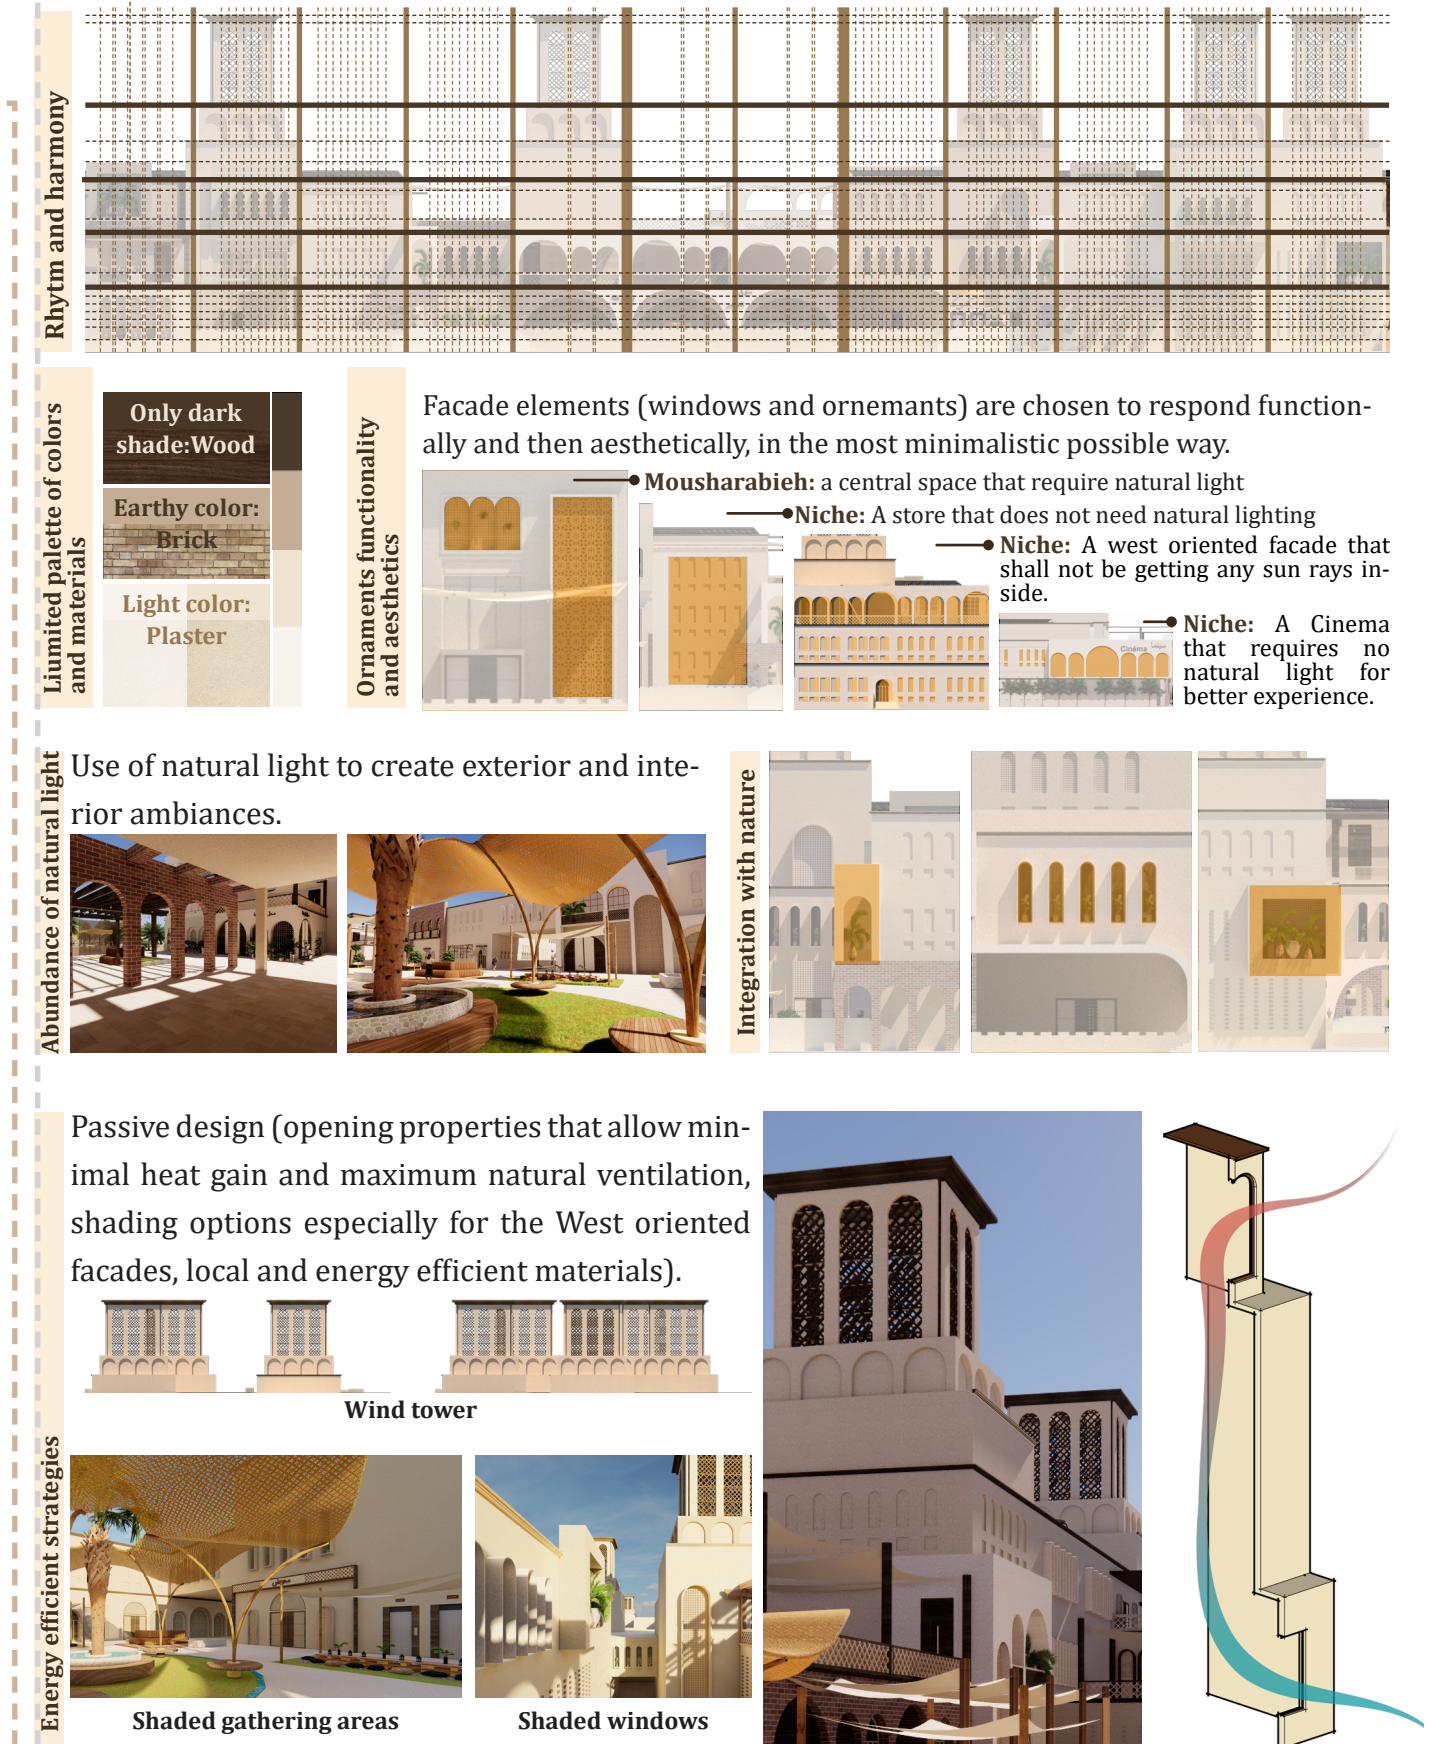 Rhytm and harmony
Liumited palette of colors
and materials
Only dark
shade:Wood
Earthy color:
Brick
Light color:
Plaster
Ornaments functionality
and aesthetics
Facade elements (windows and ornemants) are chosen to respond function-
ally and then aesthetically, in the most minimalistic possible way.
Mousharabieh: a central space that require natural light
Niche: A store that does not need natural lighting
Niche: A west oriented facade that
shall not be getting any sun rays in-
side.
Cinéma
Niche: A Cinema
that requires no
natural light for
better experience.
Abundance of natural light
Use of natural light to create exterior and inte-
rior ambiances.
Integration with nature
Energy efficient strategies
Passive design (opening properties that allow min-
imal heat gain and maximum natural ventilation,
shading options especially for the West oriented
facades, local and energy efficient materials).
Wind tower
Shaded gathering areas
Shaded windows